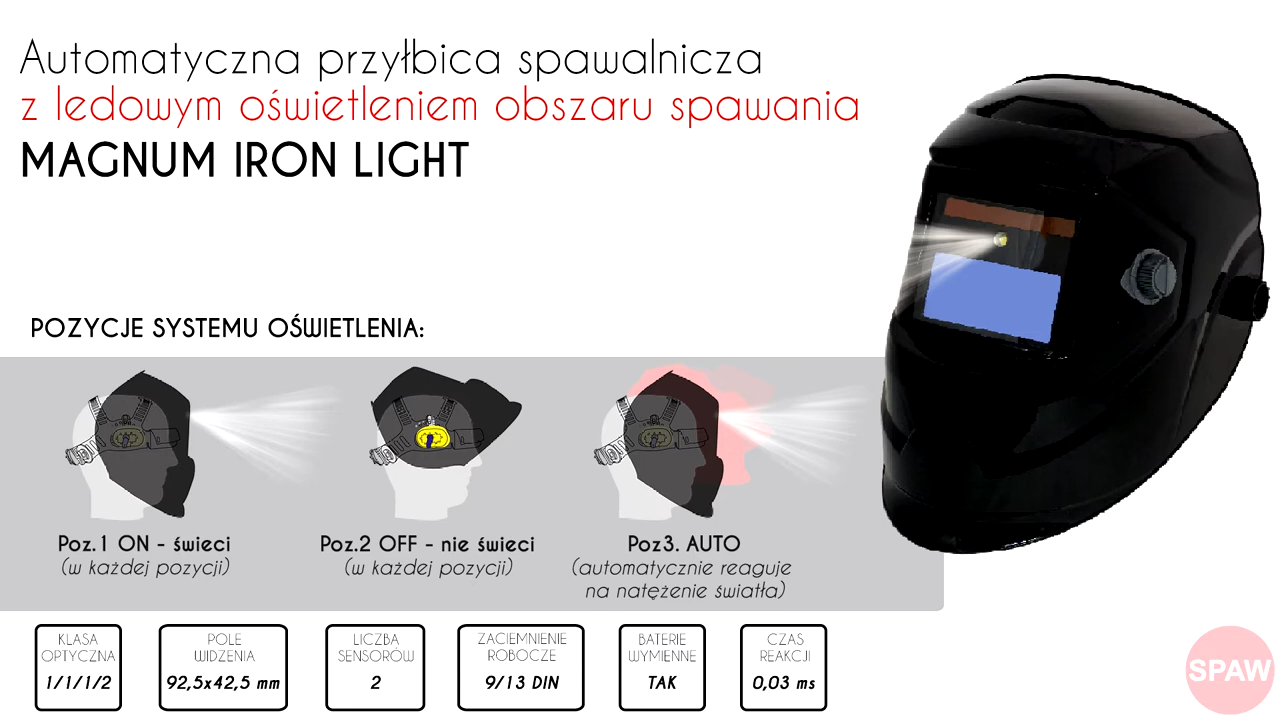 Automatyczna przyłbica spawalnicza
z ledowym oświetleniem obszaru spawania
MAGNUM IRON LIGHT
POZYCJE SYSTEMU OŚWIETLENIA:
Poz.1 ON - świeci
(w każdej pozycji)
Poz.2 OFF - nie świeci
(w każdej pozycji)
Poz3. AUTO
(automatycznie reaguje
na natężenie światła)
KLASA
OPTYCZNA
1/1/1/2
POLE
WIDZENIA
92,5x42,5 mm
LICZBA
SENSORÓW
2
ZACIEMNIENIE
ROBOCZE
9/13 DIN
BATERIE
WYMIENNE
TAK
CZAS
REAKCJI
0,03 ms
SPAW